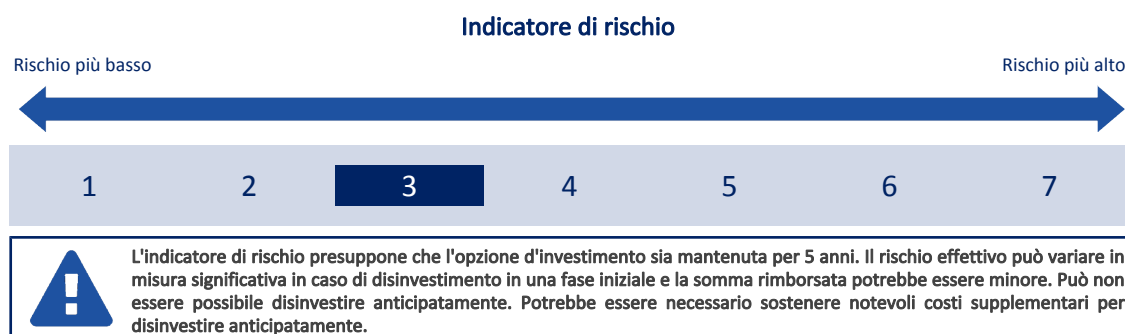 Indicatore di rischio
Rischio più basso
Rischio più alto
1 2 3 4 5 6 7
L'indicatore di rischio presuppone che l'opzione d'investimento sia mantenuta per 5 anni. Il rischio effettivo può variare in
misura significativa in caso di disinvestimento in una fase iniziale e la somma rimborsata potrebbe essere minore. Può non
essere possibile disinvestire anticipatamente. Potrebbe essere necessario sostenere notevoli costi supplementari per
disinvestire anticipatamente.